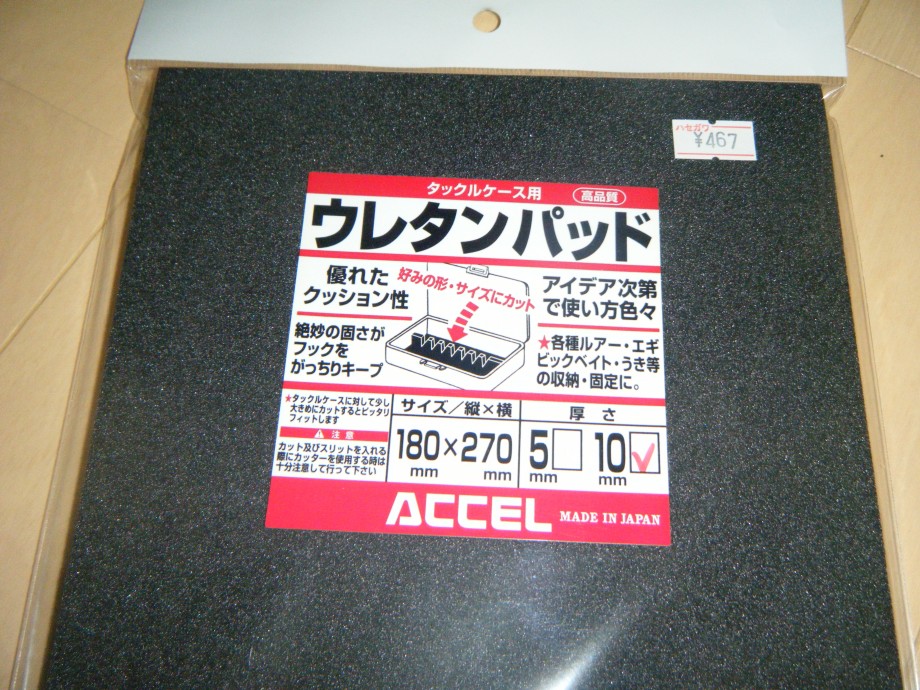 ハセガワ
¥467
タックルケース用
高品質
ウレタンパッド
優れた
クッション性
好みの形・サイズにカット
アイデア次第
で使い方色々
絶妙の固さが
フックを
がっちりキープ
★各種ルアー・エギ
ビックベイト・うき等
の収納・固定に。
★タックルケースに対して少し
大きめにカットするとピッタリ
フィットします
注意
カット及びスリットを入れる
際にカッターを使用する時は
十分注意して行って下さい
サイズ／縦×横
180×270
mm mm
厚さ
5 10
mm mm
ACCEL MADE IN JAPAN